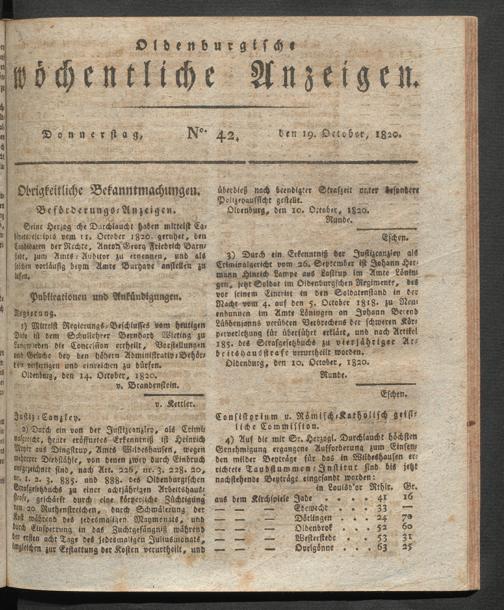 Oldenburgische
wöchentliche Anzeigen.
Donnerstag, No. 42. den 19. October, 1820.
Obrigkeitliche Bekanntmachungen.
Beförderungs-Anzeigen.
Seine Herzogliche Durchlaucht haben mittelst Ca-
binetsrescripts vom 11. October 1820. geruhet, den
Candidaten der Rechte, Anton Georg Friedrich Barn-
stedt, zum Amts-Auditor zu ernennen, und als
solchen vorläufig beym Amte Burhave anstellen zu
lassen.
Publicationen und Ankündigungen.
Regierung.
1) Mittelst Regierungs-Beschlusses vom heutigen
Dato ist dem Schullehrer Beynhard Wieting zu
die Concession ertheilt, Vorstellungen
und Gesuche bey den höhern Administrativ-Behör-
den verfertigen und einreichen zu dürfen.
Oldenburg, den 14. October, 1820.
v. Brandenstein.
v. Kettler.
Justiz-Canzley.
2) Durch ein von der Justizcanzley, als Crimi-
nalgericht, heute eröffnetes Erkenntniß ist Heinrich
aus Dingstrup, Amts Wildeshausen, wegen
mehrerer Diebstähle, von denen zwey durch Einbruch
ausgezeichnet sind, nach Art. 226, nr. 3. 228. 20,
nr. 1. 2. 3. 885. und 888. des Oldenburgischen
Strafgesetzbuchs zu einer achtjährigen Arbeitshaus-
strafe, geschärft durch eine körperliche Züchtigung
von 20. Ruthenstreichen, durch Schmälerung der
Kost während des jedesmaligen Maymonats, und
durch Einsperrung in das Zuchtgefängniß während
der ersten acht Tage des jedesmaligen Juliusmonats,
imgleichen zur Erstattung der Kosten verurtheilt, und
überdieß nach beendigter Strafzeit unter besondere
Polizeyaufsicht gestellt.
Oldenburg, den 10. October, 1820.
Runde.
Eschen.
3) Durch ein Erkenntniß der Justizcanzley als
Criminalgericht vom 26. September ist Johann Her-
mann Hinrich Lampe aus Lastrup im Amte Lönin-
gen, jetzt Soldat im Oldenburgischen Regimente, des
vor seinem Eintritt in den Soldatenstand in der
Nacht vom 4. auf den 5. October 1818. zu
im Amte Löningen an Johann Berend
Lübbenjanns verübten Verbrechens der schweren Kör-
perverletzung für überführt erklärt, und nach Artikel
185. des Strafgesetzbuchs zu vierjähriger Ar-
beitshausstrafe verurtheilt worden.
Oldenburg, den 10. October, 1820.
Runde.
Eschen.
Consistorium u. Römisch-Katholisch geist-
liche Commission.
4) Auf die mit Sr. Herzogl. Durchlaucht höchsten
Genehmigung ergangene Aufforderung zum Einsen-
den milder Beyträge für das in Wildeshausen er-
richtete Taubstummen-Institut sind bis jetzt
nachstehende Beyträge eingesandt worden:
in Louisd'or Rthlr. Gr.
aus dem Kirchspiele Jade . . . 41 16
— — — Edewecht . . 33 —
— — — Dötlingen . . . 24 70
— — — Oldenbrok . . . 52 60
— — — Westerstede . . 53 31
— — — Ovelgönne . . . 63 25